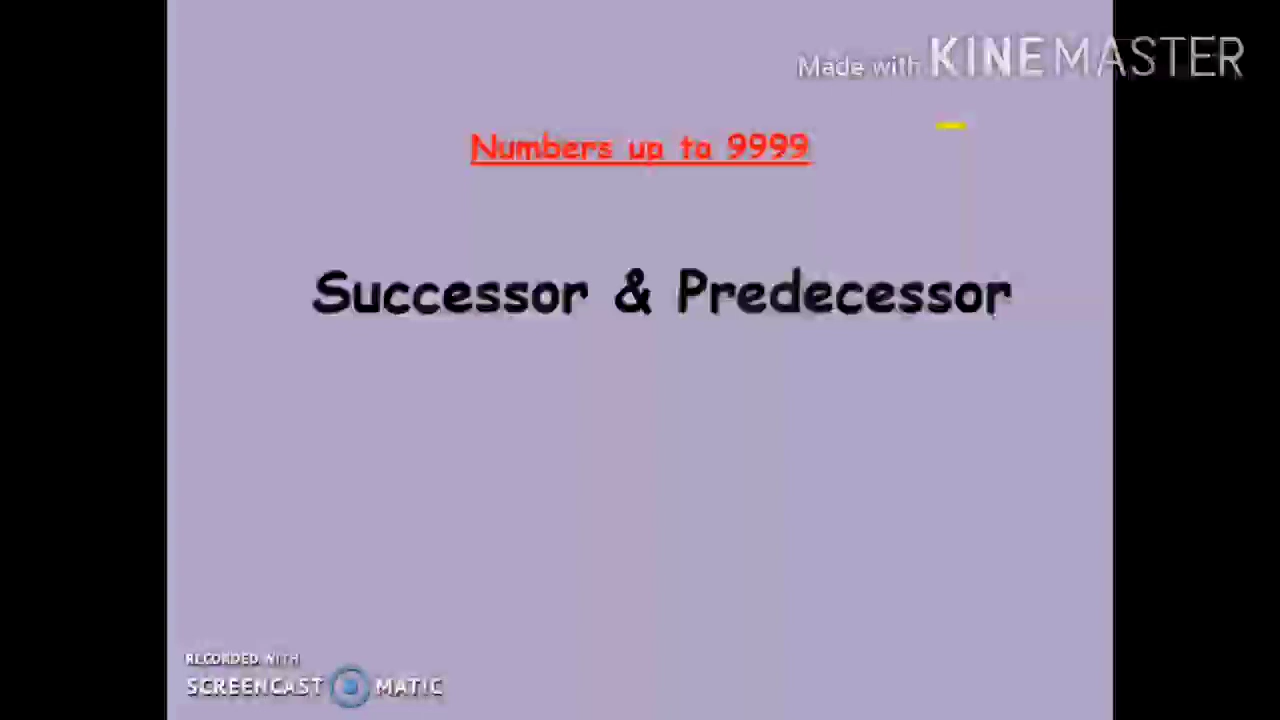 Made with KINEMASTER
Numbers up to 9999
Successor & Predecessor
RECORDED WITH
SCREENCAST MATIC